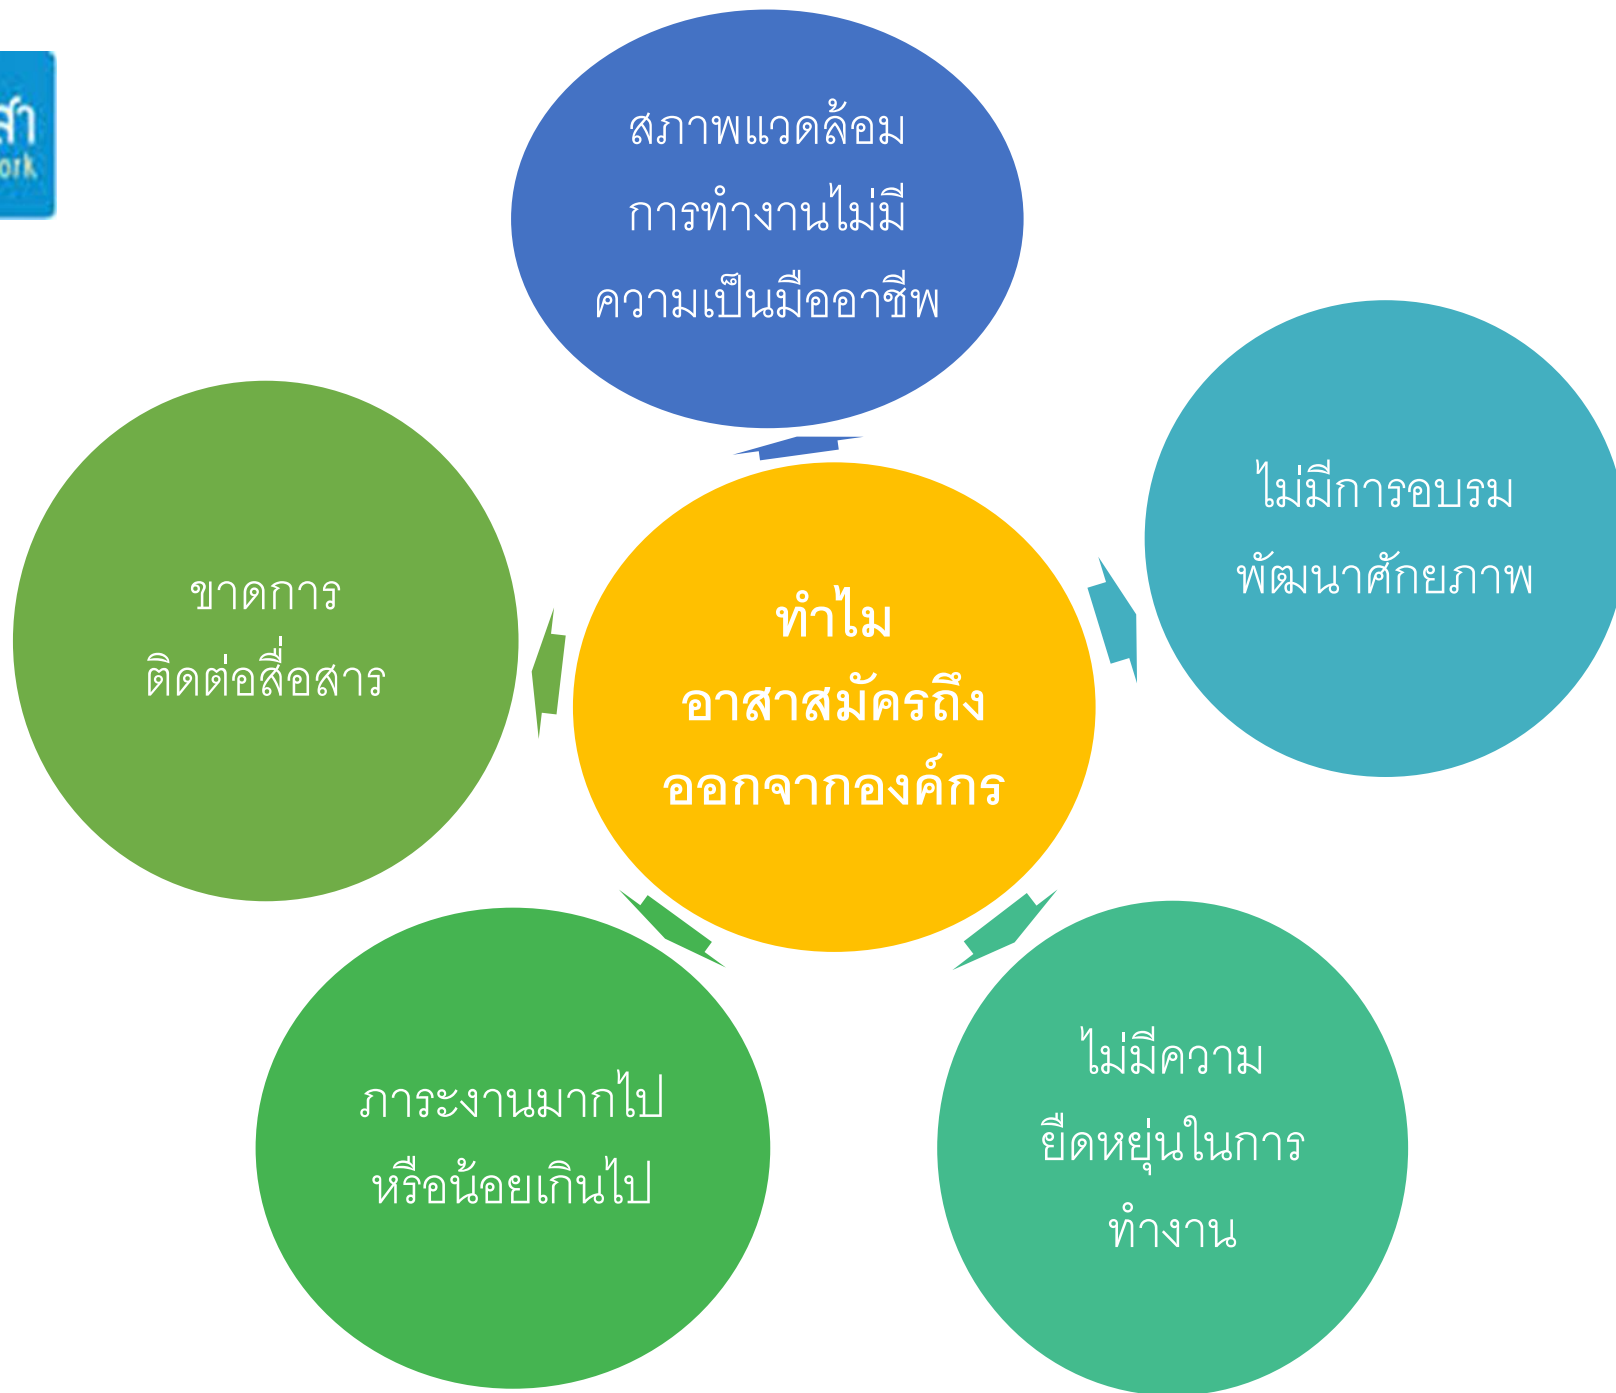 สา
ork
สภาพแวดล้อม
การทำงานไม่มี
ความเป็นมืออาชีพ
ไม่มีการอบรม
พัฒนาศักยภาพ
ขาดการ
ติดต่อสื่อสาร
ทำไม
อาสาสมัครถึง
ออกจากองค์กร
ภาระงานมากไป
หรือน้อยเกินไป
ไม่มีความ
ยืดหยุ่นในการ
ทำงาน